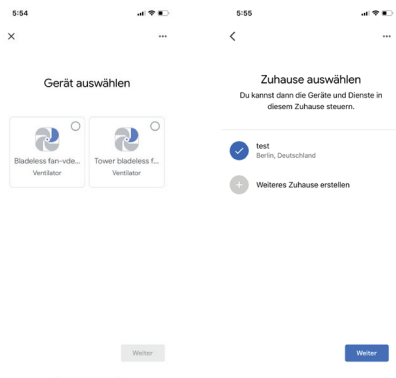 5:54
Gerät auswählen
Bladeless fan-vde...
Ventilator
Tower bladeless f...
Ventilator
Weiter
5:55
Zuhause auswählen
Du kannst dann die Geräte und Dienste in
diesem Zuhause steuern.
test
Berlin, Deutschland
Weiteres Zuhause erstellen
Weiter